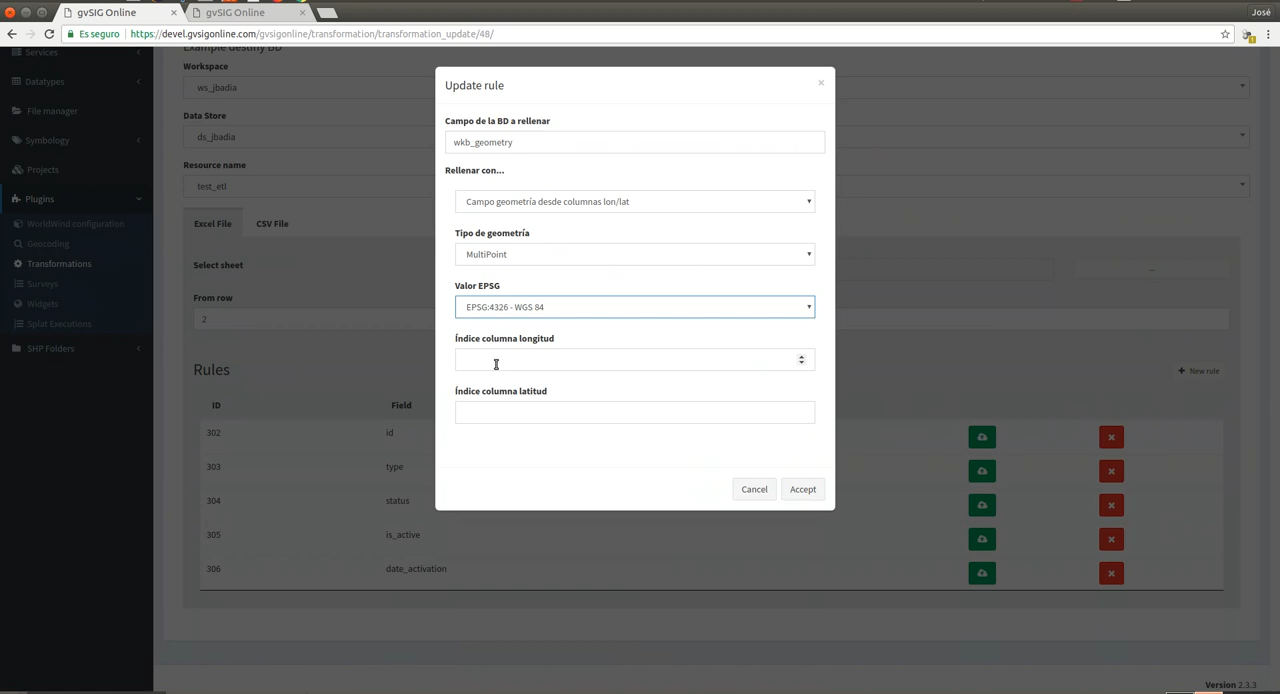 gvSIG Online
gvSIG Online
José
Es seguro
https://devel.gvsigonline.com/gvsigonline/transformation/transformation_update/48/
Services
Datatypes
File manager
Symbology
Projects
Plugins
WorldWind configuration
Geocoding
Transformations
Surveys
Widgets
Splat Executions
SHP Folders
Example destiny BD
Workspace
ws_jbadia
Data Store
ds_jbadia
Resource name
test_etl
Excel File
CSV File
Select sheet
...
From row
2
Rules
New rule
ID
Field
302
id
303
type
304
status
305
is_active
306
date_activation
Update rule
×
Campo de la BD a rellenar
wkb_geometry
Rellenar con...
Campo geometría desde columnas lon/lat
Tipo de geometría
MultiPoint
Valor EPSG
EPSG:4326 - WGS 84
Índice columna longitud
Índice columna latitud
Cancel
Accept
Version 2.3.3